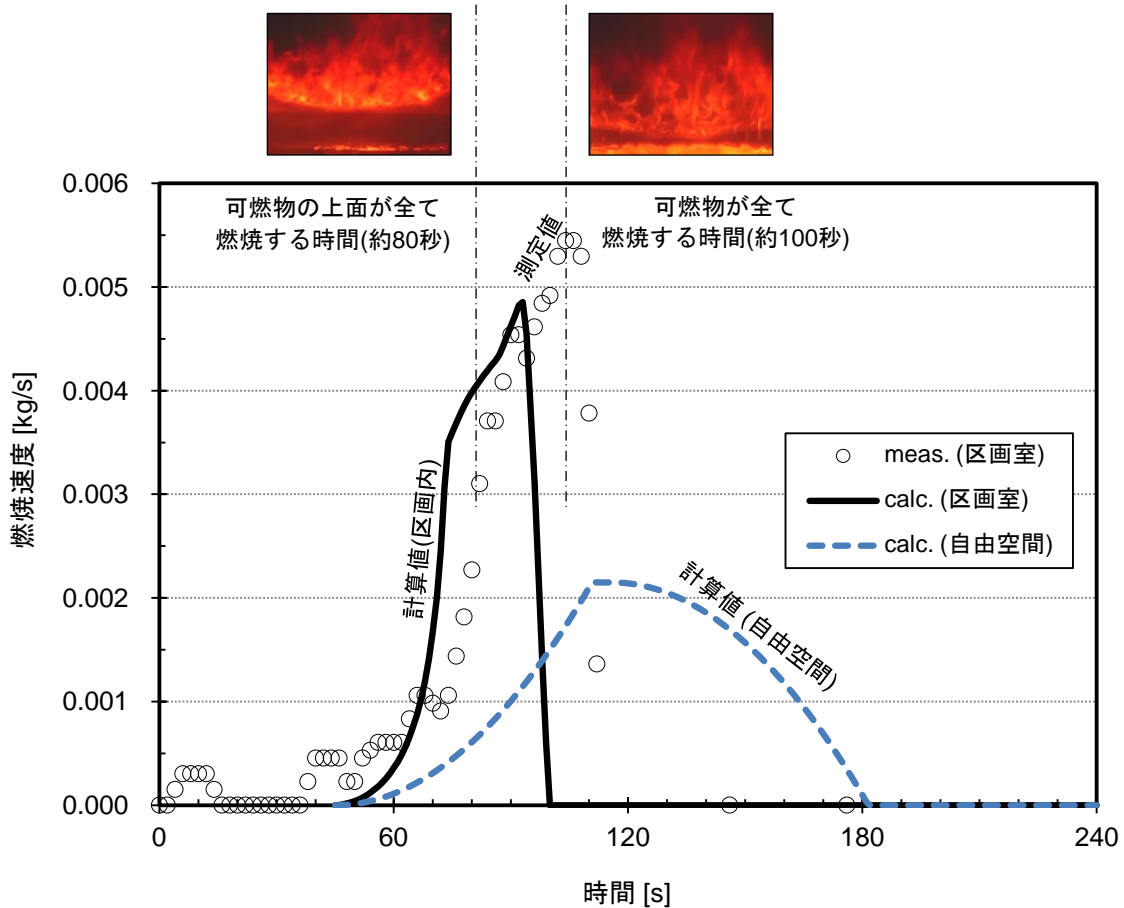 0.006
0.005
0.004
0.003
0.002
0.001
0.000
燃焼速度 [kg/s]
可燃物の上面が全て
燃焼する時間(約80秒)
可燃物が全て
燃焼する時間(約100秒)
測定値
計算値(区画内)
計算値 (自由空間)
meas. (区画室)
calc. (区画室)
calc. (自由空間)
0
60
120
180
240
時間 [s]